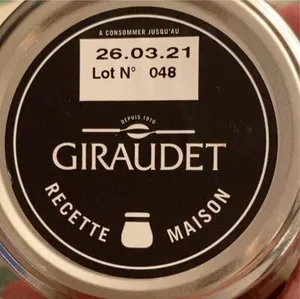 A CONSOMMER JUSQU'AU
26.03.21
Lot N° 048
DEPUIS 1910
GIRAUDET
RECETTE MAISON